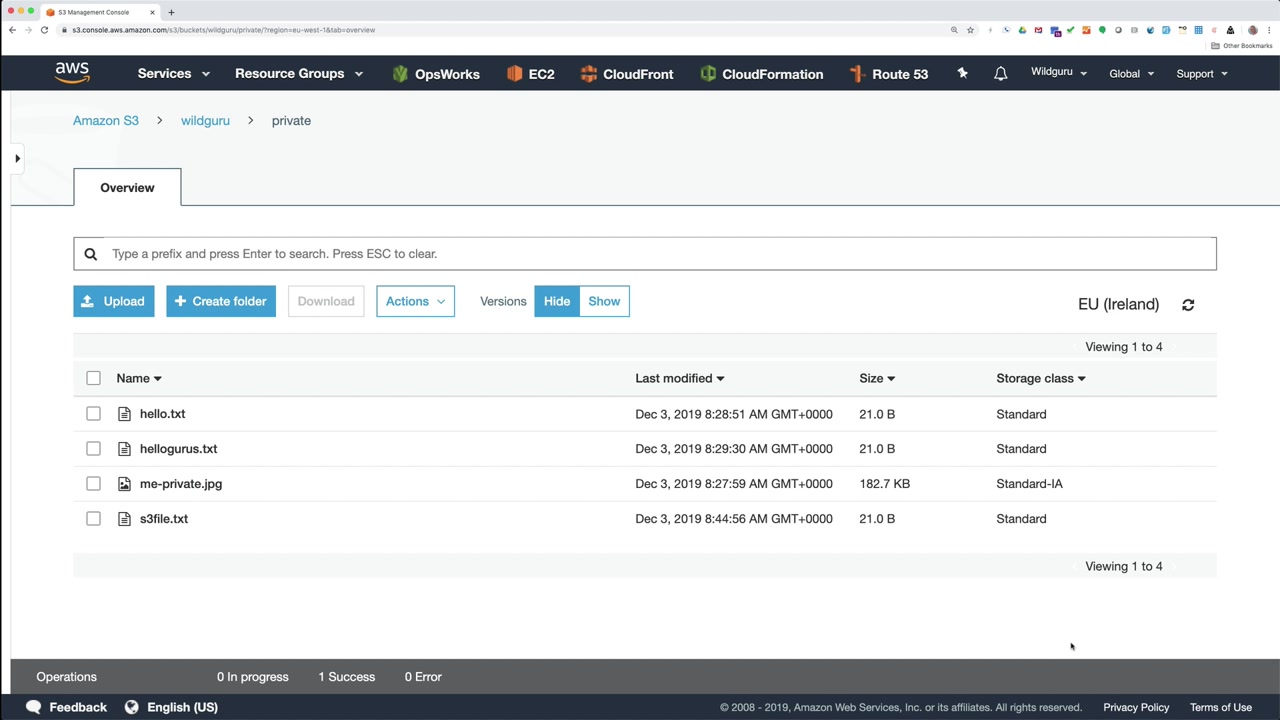 S3 Management Console
s3.console.aws.amazon.com/s3/buckets/wildguru/private/?region=eu-west-1&tab=overview
Other Bookmarks
aws Services Resource Groups OpsWorks EC2 CloudFront CloudFormation Route 53 Wildguru Global Support
Amazon S3 > wildguru > private
Overview
Type a prefix and press Enter to search. Press ESC to clear.
Upload + Create folder Download Actions Versions Hide Show EU (Ireland)
Viewing 1 to 4
Name Last modified Size Storage class
hello.txt Dec 3, 2019 8:28:51 AM GMT+0000 21.0 B Standard
hellogurus.txt Dec 3, 2019 8:29:30 AM GMT+0000 21.0 B Standard
me-private.jpg Dec 3, 2019 8:27:59 AM GMT+0000 182.7 KB Standard-IA
s3file.txt Dec 3, 2019 8:44:56 AM GMT+0000 21.0 B Standard
Viewing 1 to 4
Operations 0 In progress 1 Success 0 Error
Feedback English (US) © 2008 - 2019, Amazon Web Services, Inc. or its affiliates. All rights reserved. Privacy Policy Terms of Use